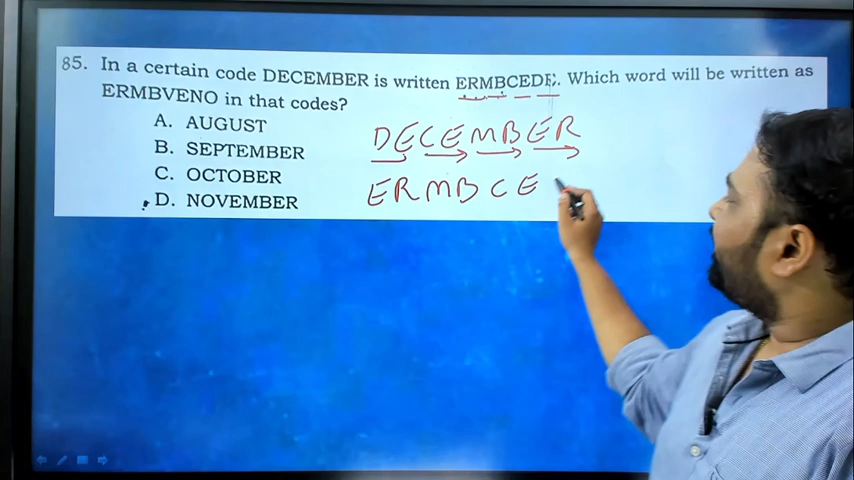 85. In a certain code DECEMBER is written ERMBCEDE. Which word will be written as
ERMBVENO in that codes?
A. AUGUST
B. SEPTEMBER
C. OCTOBER
D. NOVEMBER
DECEMBER
ERMBCE